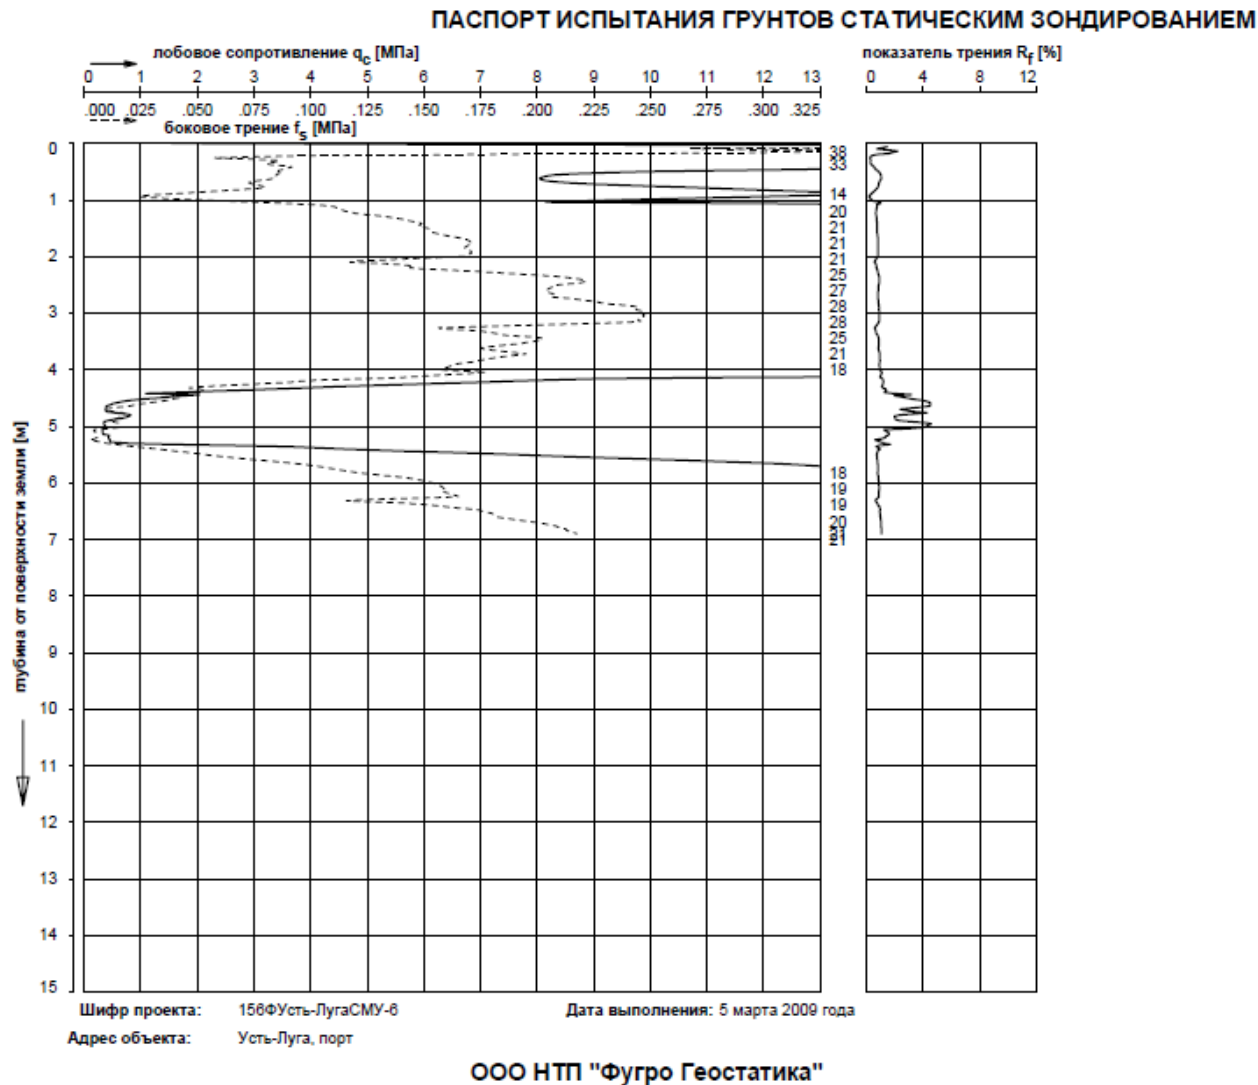 ПАСПОРТ ИСПЫТАНИЯ ГРУНТОВ СТАТИЧЕСКИМ ЗОНДИРОВАНИЕМ
лобовое сопротивление qc [МПа]
показатель трения Rf [%]
0 1 2 3 4 5 6 7 8 9 10 11 12 13
0 4 8 12
.000 .025 .050 .075 .100 .125 .150 .175 .200 .225 .250 .275 .300 .325
боковое трение fs [МПа]
0
33
1
14
20
21
21
2
21
25
27
3
28
28
25
21
4
18
5
6
18
19
19
20
7
21
8
9
10
11
12
13
14
15
глубина от поверхности земли [м]
Шифр проекта: 156ФУсть-ЛугаСМУ-6
Дата выполнения: 5 марта 2009 года
Адрес объекта: Усть-Луга, порт
ООО НТП "Фугро Геостатика"